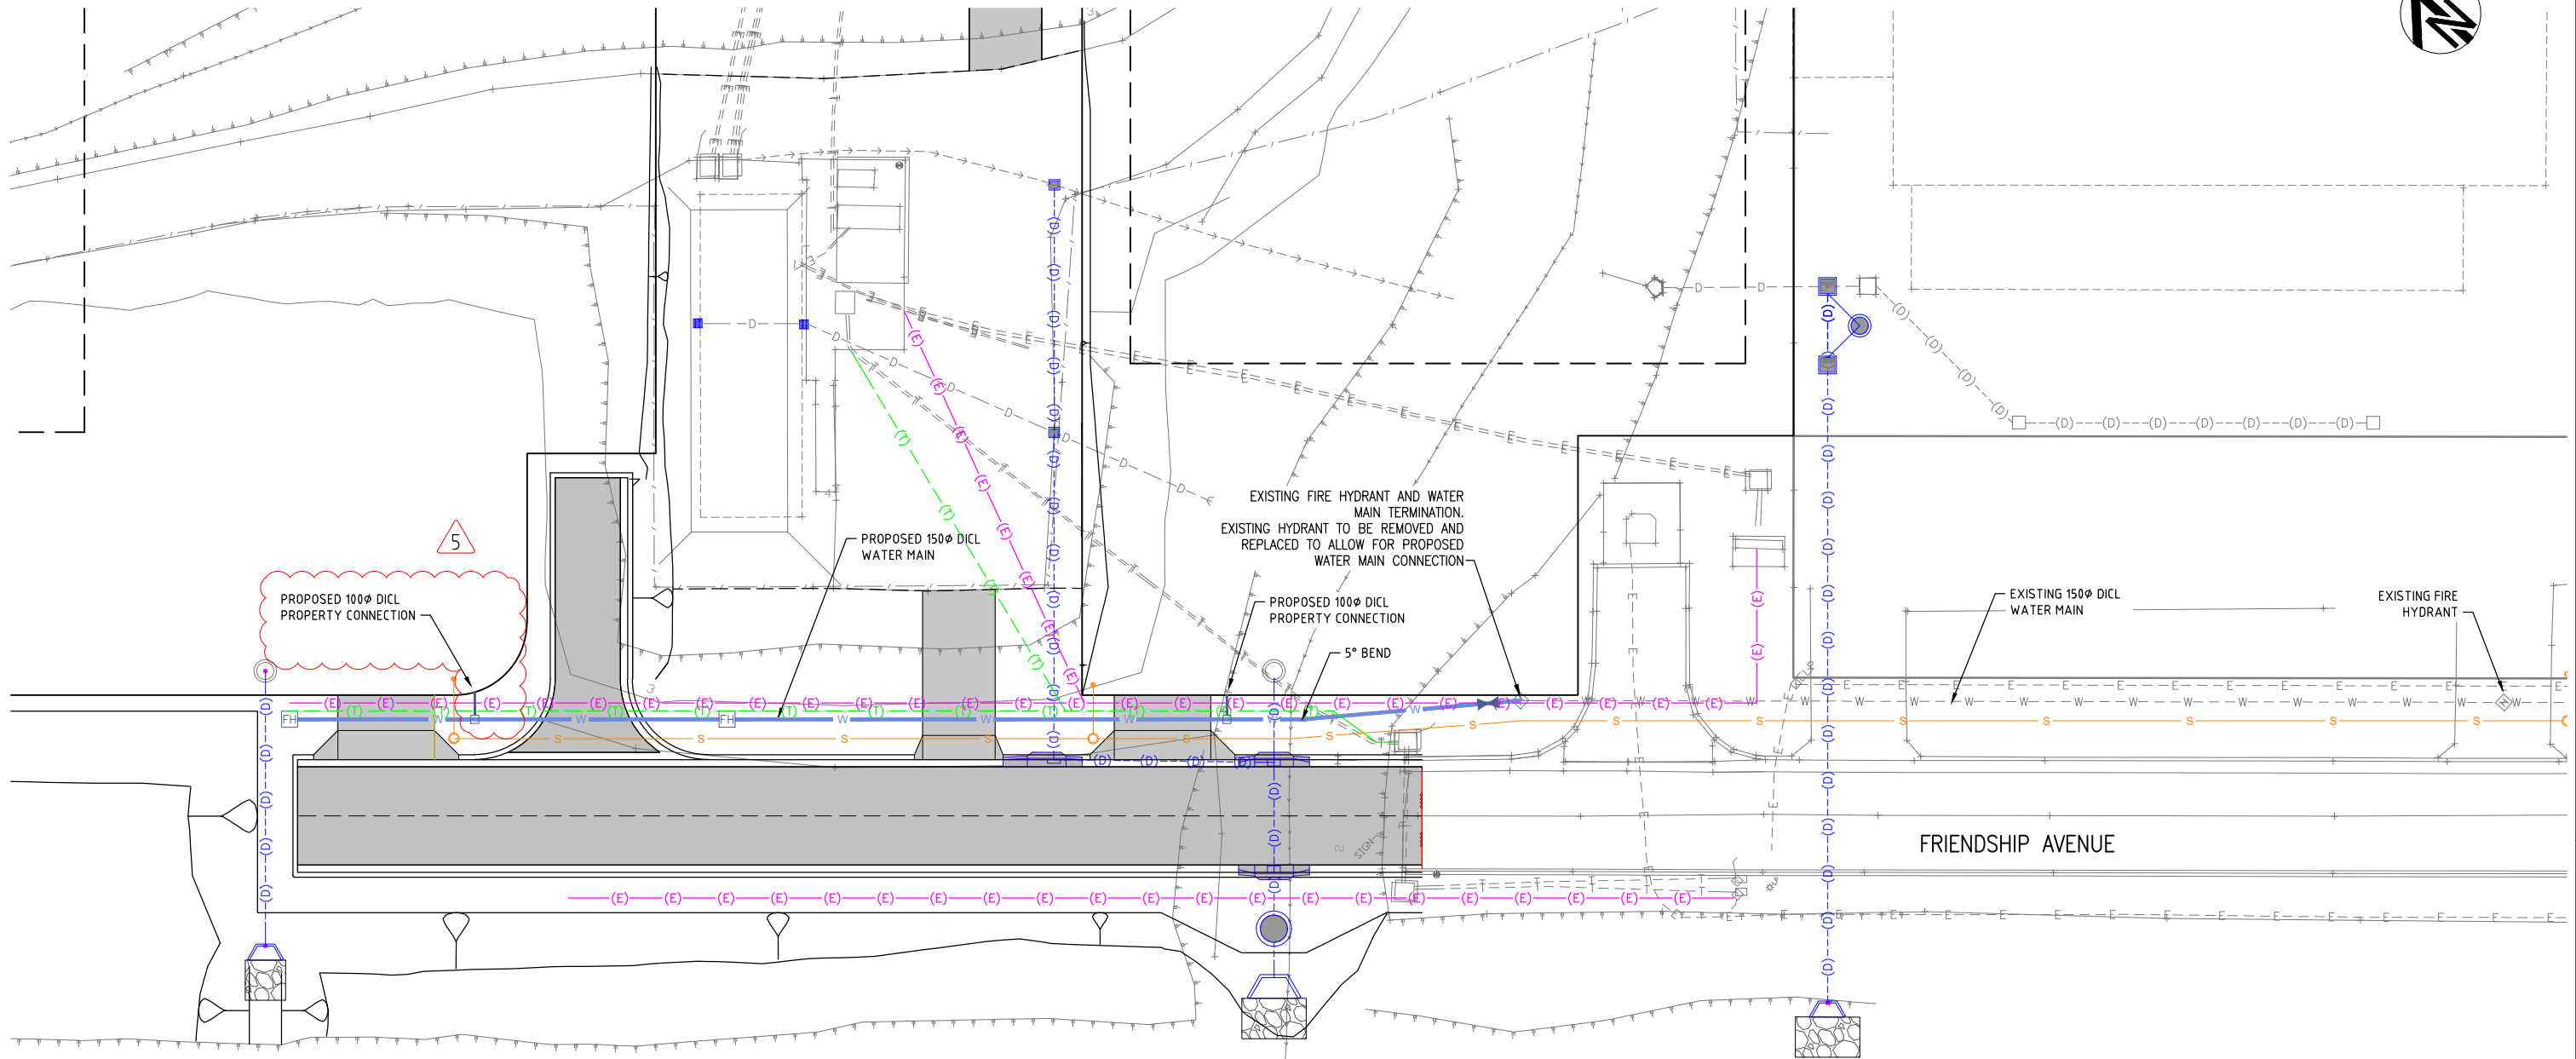 EXISTING FIRE HYDRANT AND WATER
MAIN TERMINATION.
EXISTING HYDRANT TO BE REMOVED AND
REPLACED TO ALLOW FOR PROPOSED
WATER MAIN CONNECTION
5
PROPOSED 150Ø DICL
WATER MAIN
PROPOSED 100Ø DICL
PROPERTY CONNECTION
PROPOSED 100Ø DICL
PROPERTY CONNECTION
5° BEND
EXISTING 150Ø DICL
WATER MAIN
EXISTING FIRE
HYDRANT
FH
FH
SIGN
FRIENDSHIP AVENUE